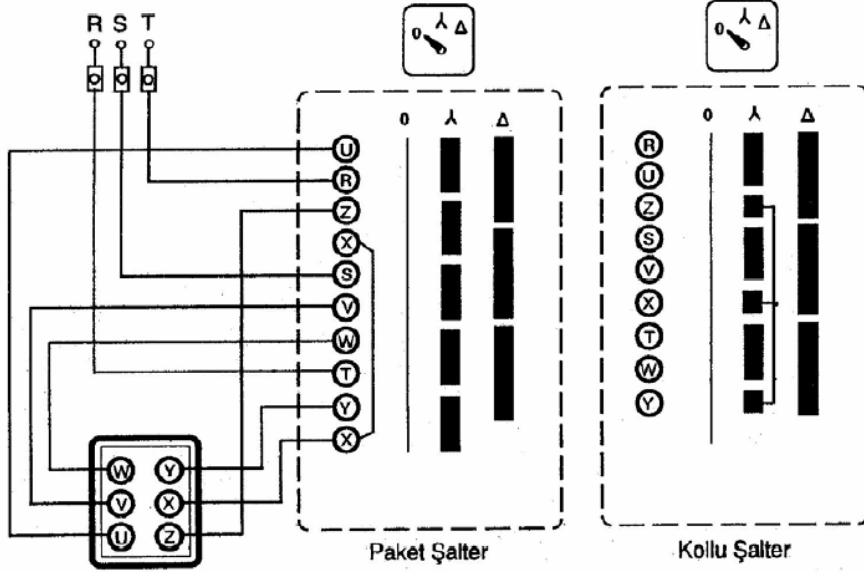 R S T
0 ⅄ Δ
0 ⅄ Δ
0 ⅄ Δ
0 ⅄ Δ
U
R
Z
X
S
V
W
T
Y
X
R
U
Z
S
V
X
T
W
Y
W Y
V X
U Z
Paket Şalter
Kollu Şalter